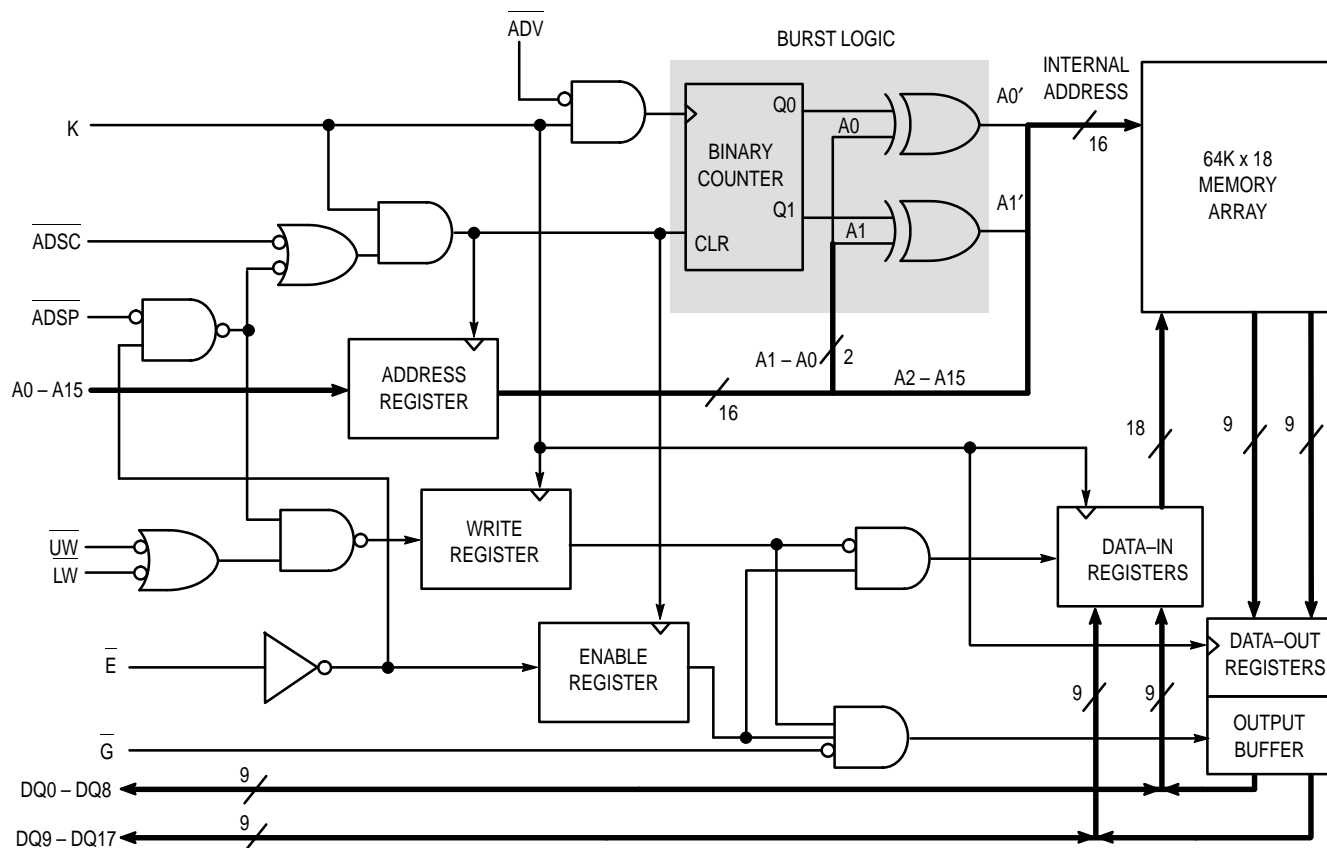 ADV
BURST LOGIC
K
BINARY
COUNTER
Q0
Q1
CLR
A0
A1
A0′
A1′
INTERNAL
ADDRESS
16
64K x 18
MEMORY
ARRAY
ADSC
ADSP
A0 – A15
ADDRESS
REGISTER
16
A1 – A0
2
A2 – A15
18
9
9
UW
LW
WRITE
REGISTER
DATA–IN
REGISTERS
E
ENABLE
REGISTER
9
9
DATA–OUT
REGISTERS
OUTPUT
BUFFER
G
DQ0 – DQ8
9
DQ9 – DQ17
9